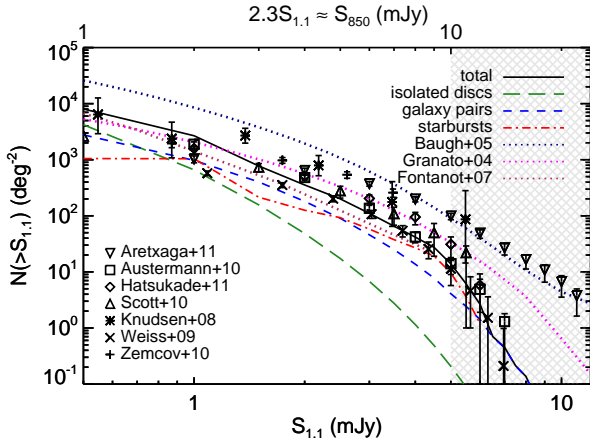 2.3S1.1 ≈ S850 (mJy)
1 10
10^5
10^4
10^3
10^2
10^1
10^0
10^-1
N(>S1.1) (deg^-2)
total
isolated discs
galaxy pairs
starbursts
Baugh+05
Granato+04
Fontanot+07
Aretxaga+11
Austermann+10
Hatsukade+11
Scott+10
Knudsen+08
Weiss+09
Zemcov+10
1 10
S1.1 (mJy)